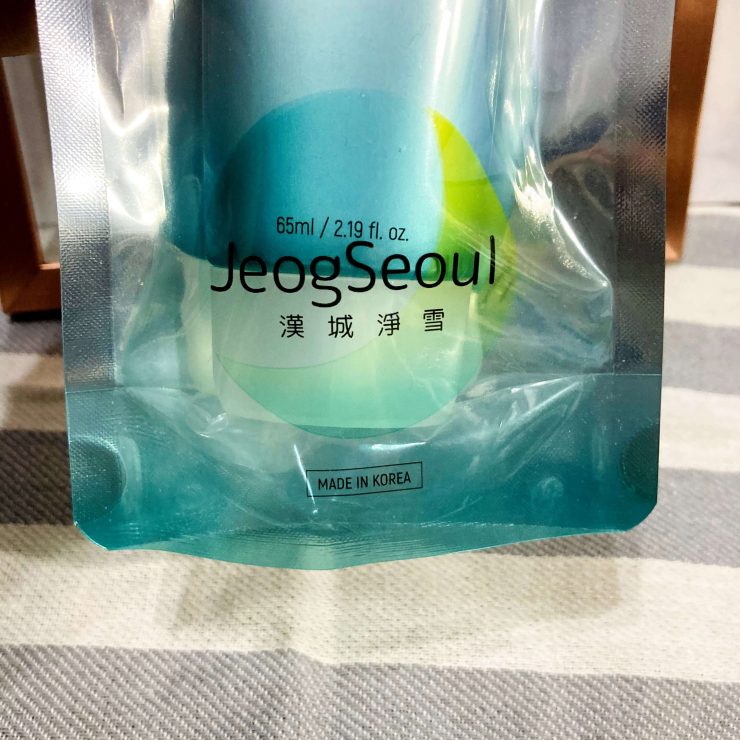 65ml / 2.19 fl. oz.
JeogSeoul
漢城淨雪
MADE IN KOREA